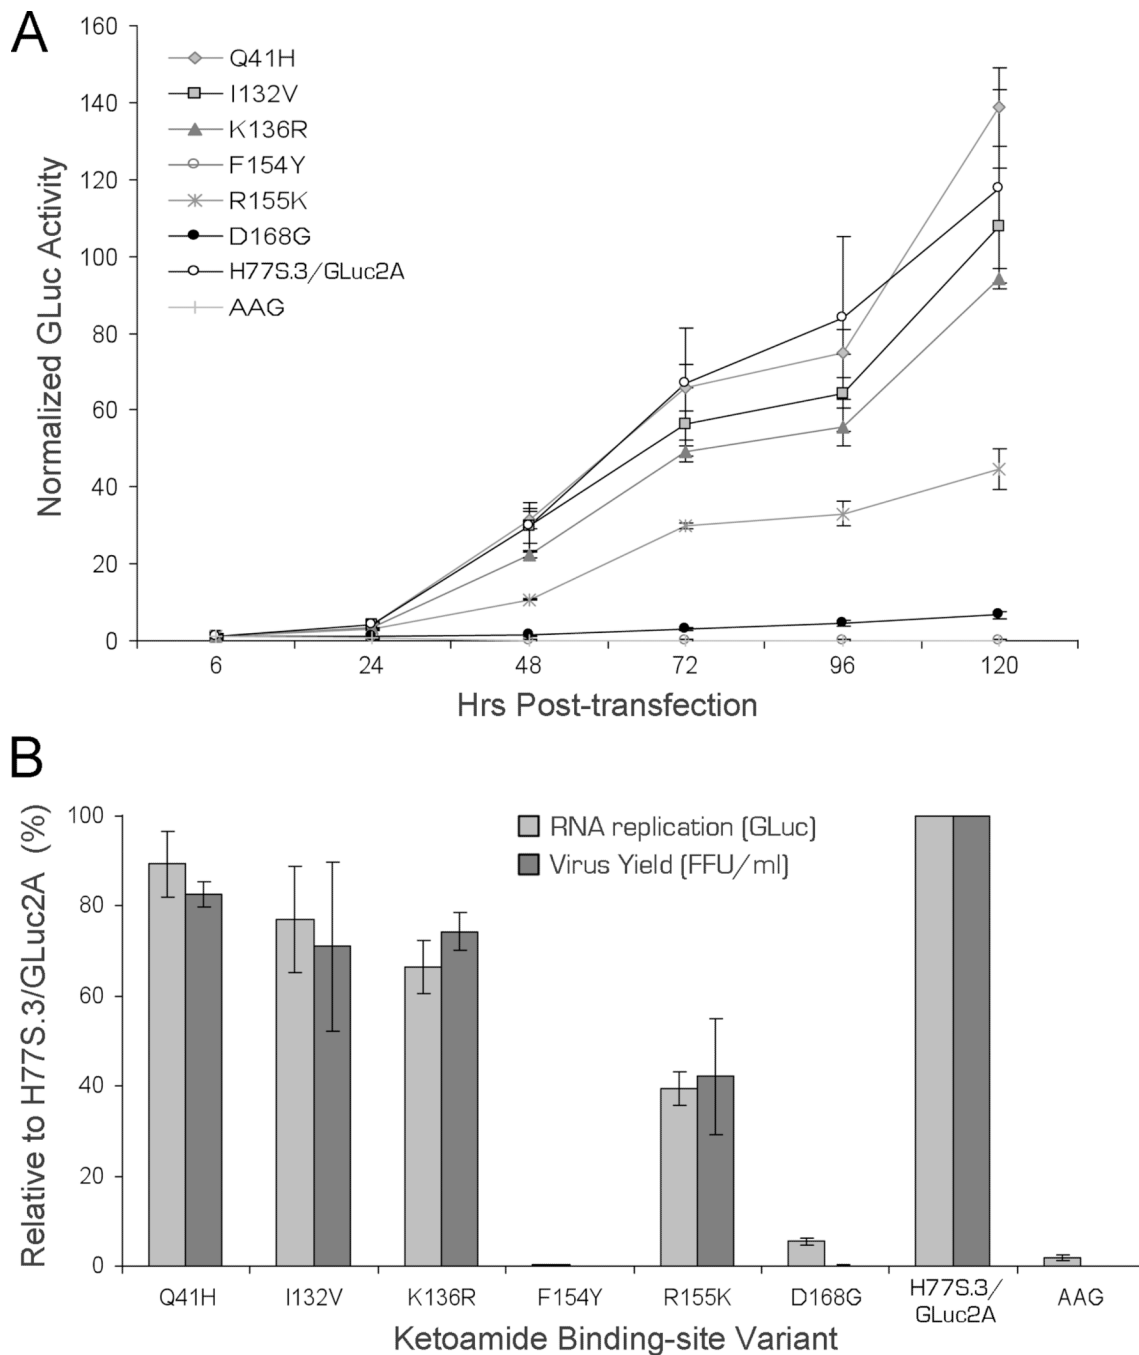 A
160
140
120
100
80
60
40
20
0
Normalized GLuc Activity
Q41H
I132V
K136R
F154Y
R155K
D168G
H77S.3/GLuc2A
AAG
6 24 48 72 96 120
Hrs Post-transfection
B
100
80
60
40
20
0
Relative to H77S.3/GLuc2A (%)
RNA replication (GLuc)
Virus Yield (FFU/ml)
Q41H I132V K136R F154Y R155K D168G H77S.3/ AAG
GLuc2A
Ketoamide Binding-site Variant